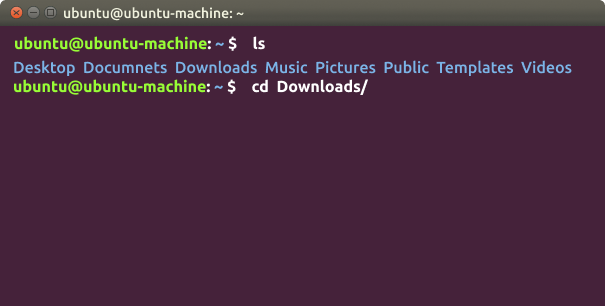 ubuntu@ubuntu-machine: ~
ubuntu@ubuntu-machine: ~ $ ls
Desktop Documnets Downloads Music Pictures Public Templates Videos
ubuntu@ubuntu-machine: ~ $ cd Downloads/